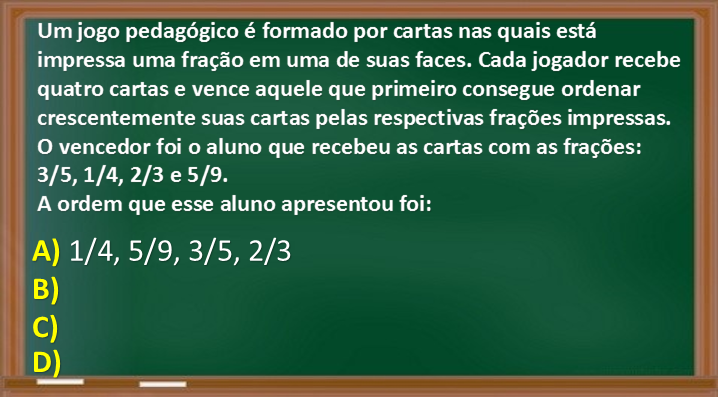 Um jogo pedagógico é formado por cartas nas quais está
impressa uma fração em uma de suas faces. Cada jogador recebe
quatro cartas e vence aquele que primeiro consegue ordenar
crescentemente suas cartas pelas respectivas frações impressas.
O vencedor foi o aluno que recebeu as cartas com as frações:
3/5, 1/4, 2/3 e 5/9.
A ordem que esse aluno apresentou foi:
A) 1/4, 5/9, 3/5, 2/3
B)
C)
D)